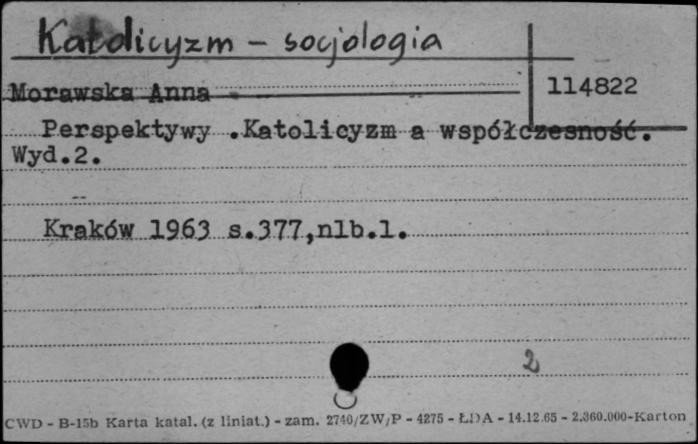 Katolicyzm - socjologia
Morawska Anna
114822
Perspektywy .Katolicyzm a współczesność.
Wyd.2.
Kraków 1963 s.377,nlb.1.
2
CWD - B-15b Karta katal. (z liniat.) - zam. 2740/ZW/P - 4275 - ŁDA - 14.12.65 - 2.360.000-Karton